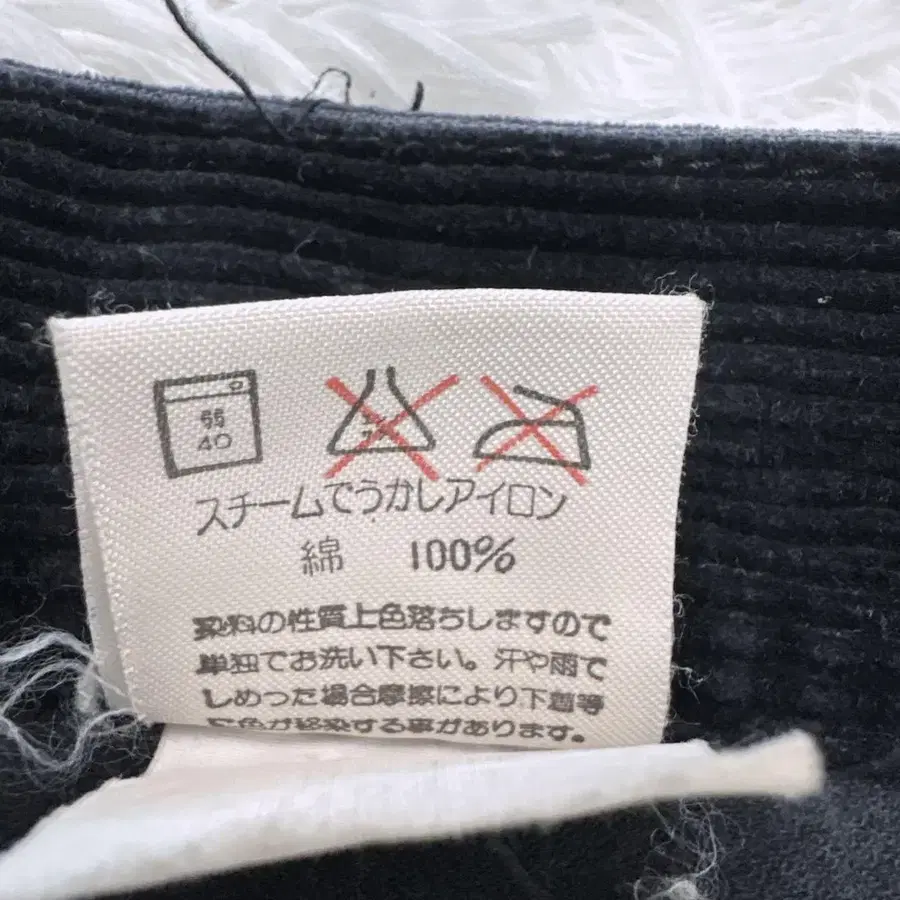 弱
40
スチームでうかしアイロン
綿 100%
染料の性質上色落ちしますので
単独でお洗い下さい。汗や雨で
しめった場合摩擦により下着等
に色が移染する事があります。